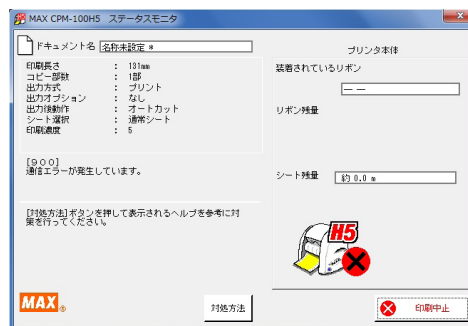 MAX CPM-100H5 ステータスモニタ
ドキュメント名 名称未設定 *
印刷長さ : 131mm
コピー部数 : 1部
出力方式 : プリント
出力オプション : なし
出力後動作 : オートカット
シート選択 : 通常シート
印刷濃度 : 5
[900]
通信エラーが発生しています。
[対処方法]ボタンを押して表示されるヘルプを参考に対
策を行ってください。
MAX
対処方法
プリンタ本体
装着されているリボン
― ―
リボン残量
シート残量 約 0.0 m
H5
印刷中止